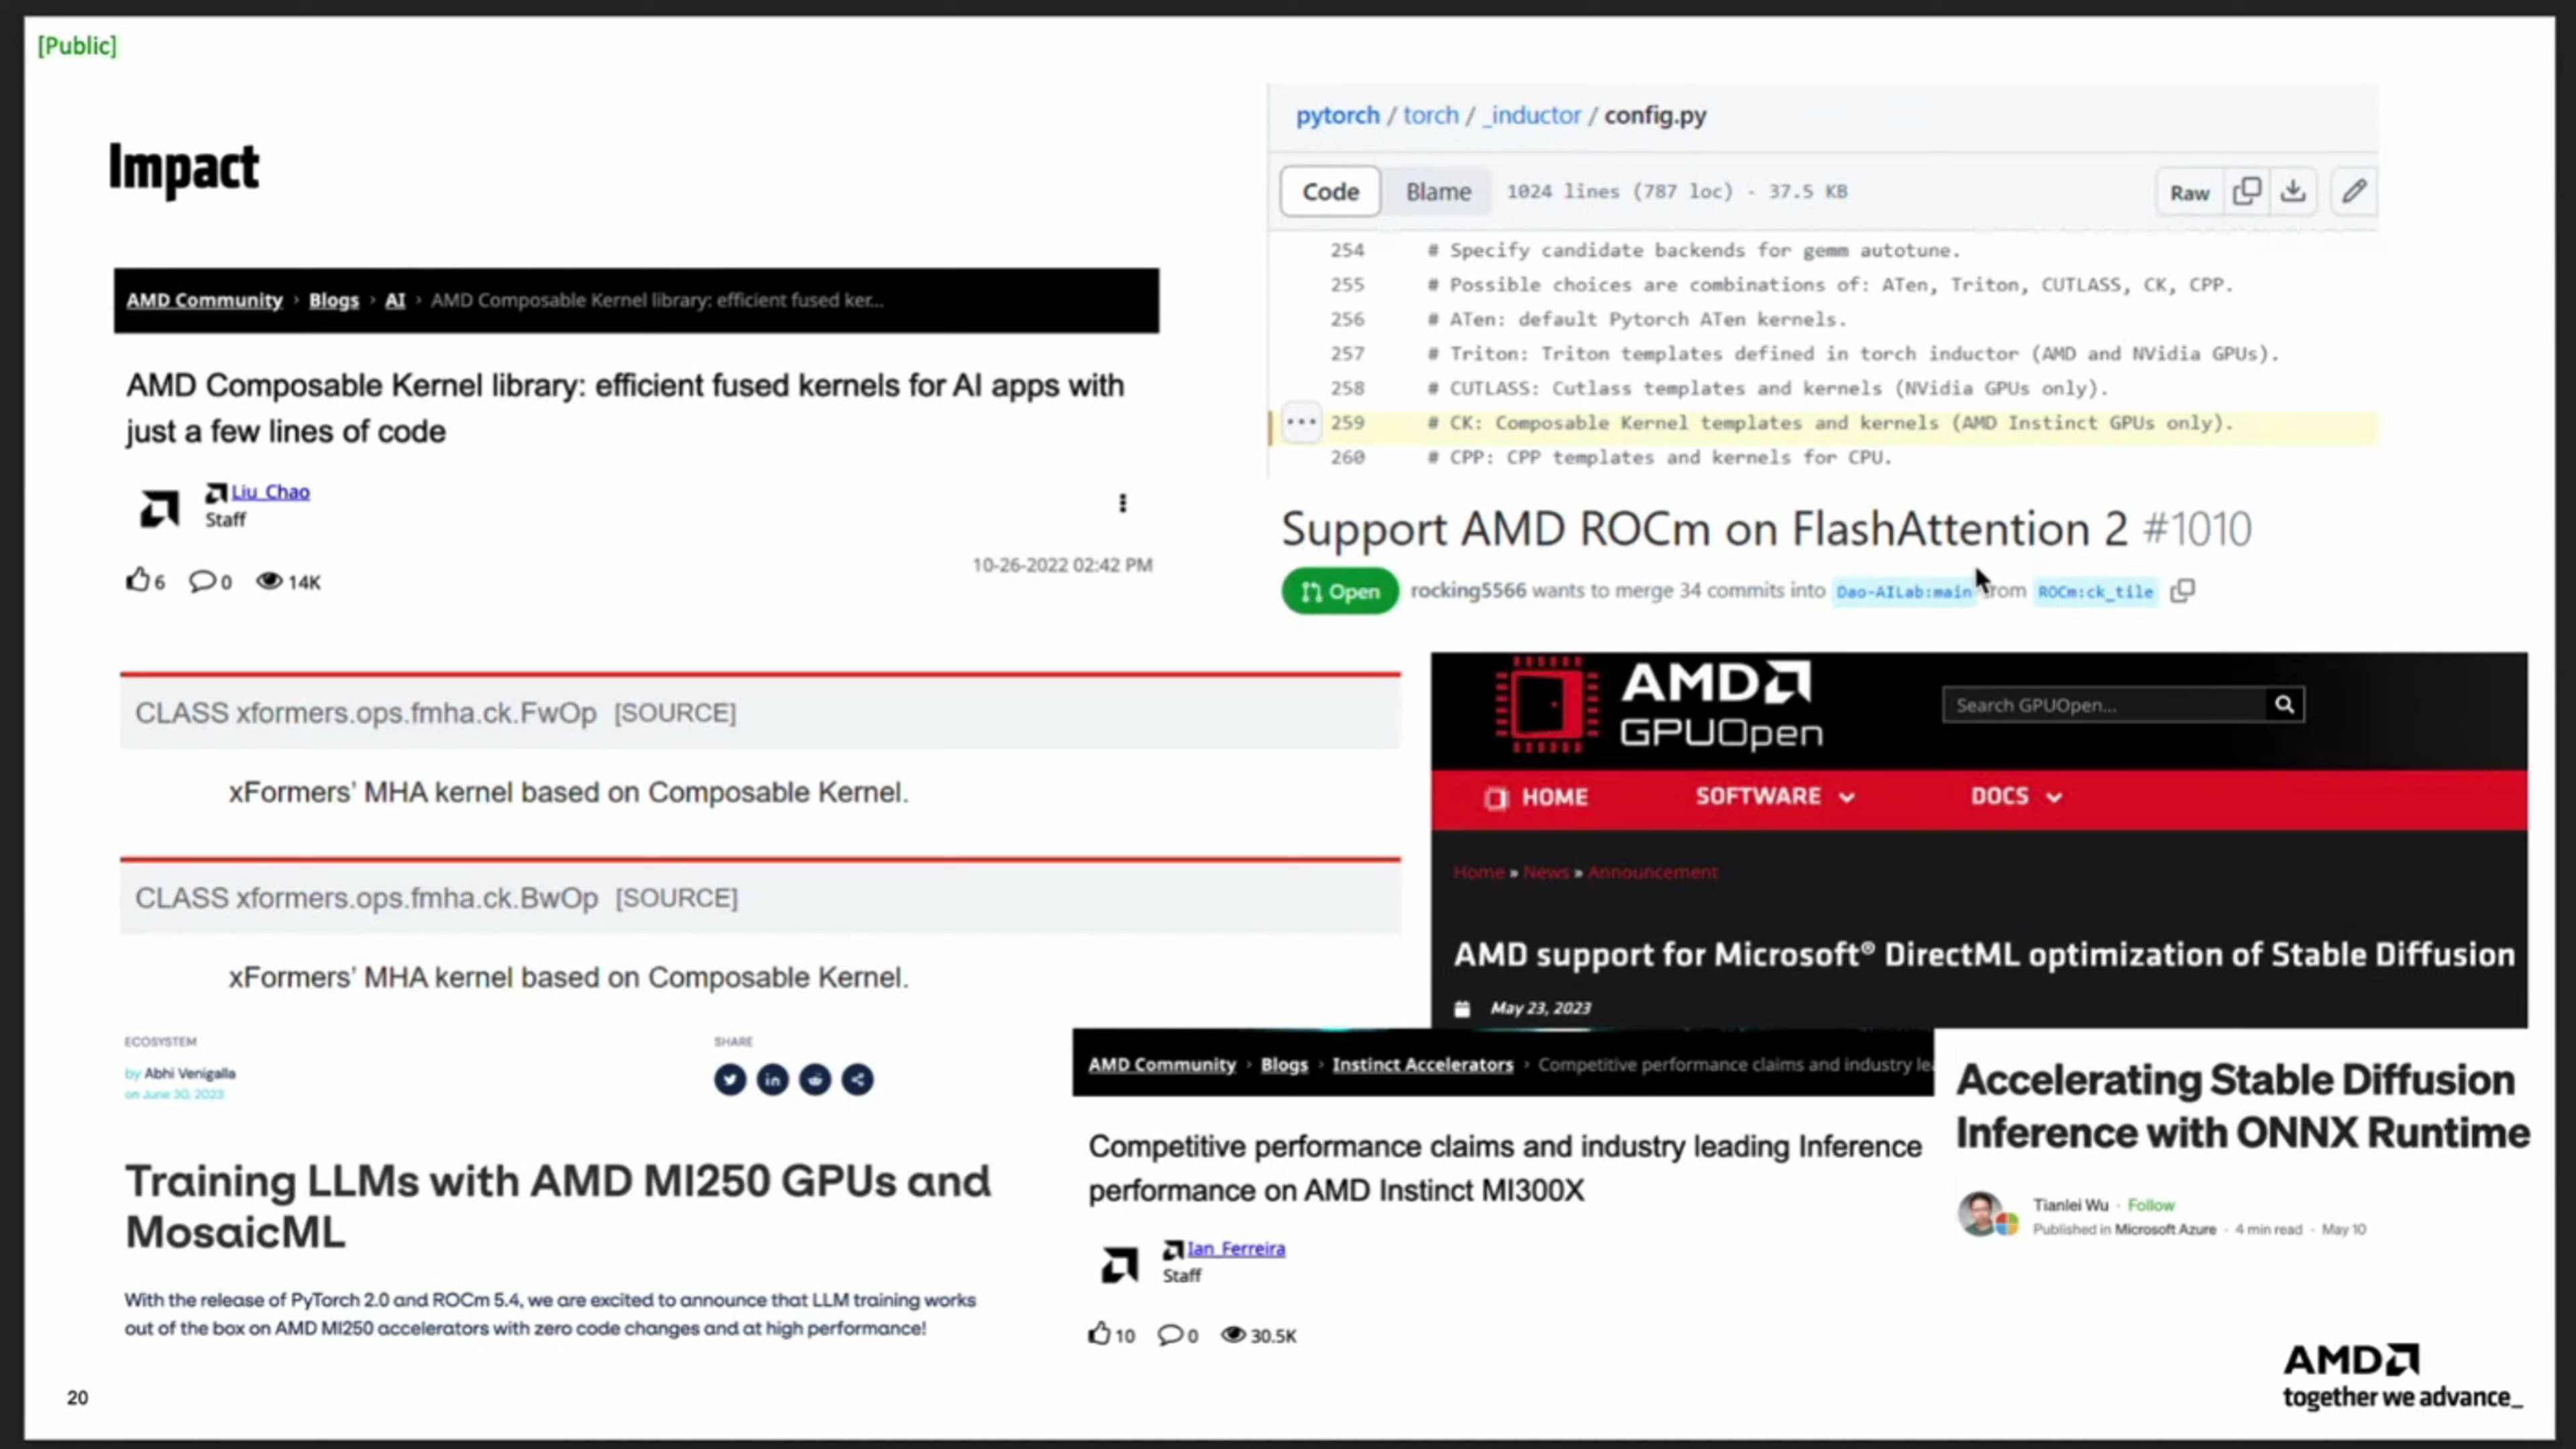 [Public]
Impact
AMD Community › Blogs › AI › AMD Composable Kernel library: efficient fused ker...
AMD Composable Kernel library: efficient fused kernels for AI apps with
just a few lines of code
Liu_Chao
Staff
10-26-2022 02:42 PM
6 0 14K
pytorch / torch / _inductor / config.py
Code Blame 1024 lines (787 loc) · 37.5 KB Raw
254 # Specify candidate backends for gemm autotune.
255 # Possible choices are combinations of: ATen, Triton, CUTLASS, CK, CPP.
256 # ATen: default Pytorch ATen kernels.
257 # Triton: Triton templates defined in torch inductor (AMD and NVidia GPUs).
258 # CUTLASS: Cutlass templates and kernels (NVidia GPUs only).
259 # CK: Composable Kernel templates and kernels (AMD Instinct GPUs only).
260 # CPP: CPP templates and kernels for CPU.
Support AMD ROCm on FlashAttention 2 #1010
Open rocking5566 wants to merge 34 commits into Dao-AILab:main from ROCm:ck_tile
CLASS xformers.ops.fmha.ck.FwOp [SOURCE]
xFormers' MHA kernel based on Composable Kernel.
CLASS xformers.ops.fmha.ck.BwOp [SOURCE]
xFormers' MHA kernel based on Composable Kernel.
AMD
GPUOpen
Search GPUOpen...
HOME SOFTWARE DOCS
Home » News » Announcement
AMD support for Microsoft® DirectML optimization of Stable Diffusion
May 23, 2023
ECOSYSTEM
by Abhi Venigalla
on June 30, 2023
SHARE
Training LLMs with AMD MI250 GPUs and
MosaicML
With the release of PyTorch 2.0 and ROCm 5.4, we are excited to announce that LLM training works
out of the box on AMD MI250 accelerators with zero code changes and at high performance!
AMD Community › Blogs › Instinct Accelerators › Competitive performance claims and industry le
Competitive performance claims and industry leading Inference
performance on AMD Instinct MI300X
Ian_Ferreira
Staff
10 0 30.5K
Accelerating Stable Diffusion
Inference with ONNX Runtime
Tianlei Wu · Follow
Published in Microsoft Azure · 4 min read · May 10
20
AMD
together we advance_